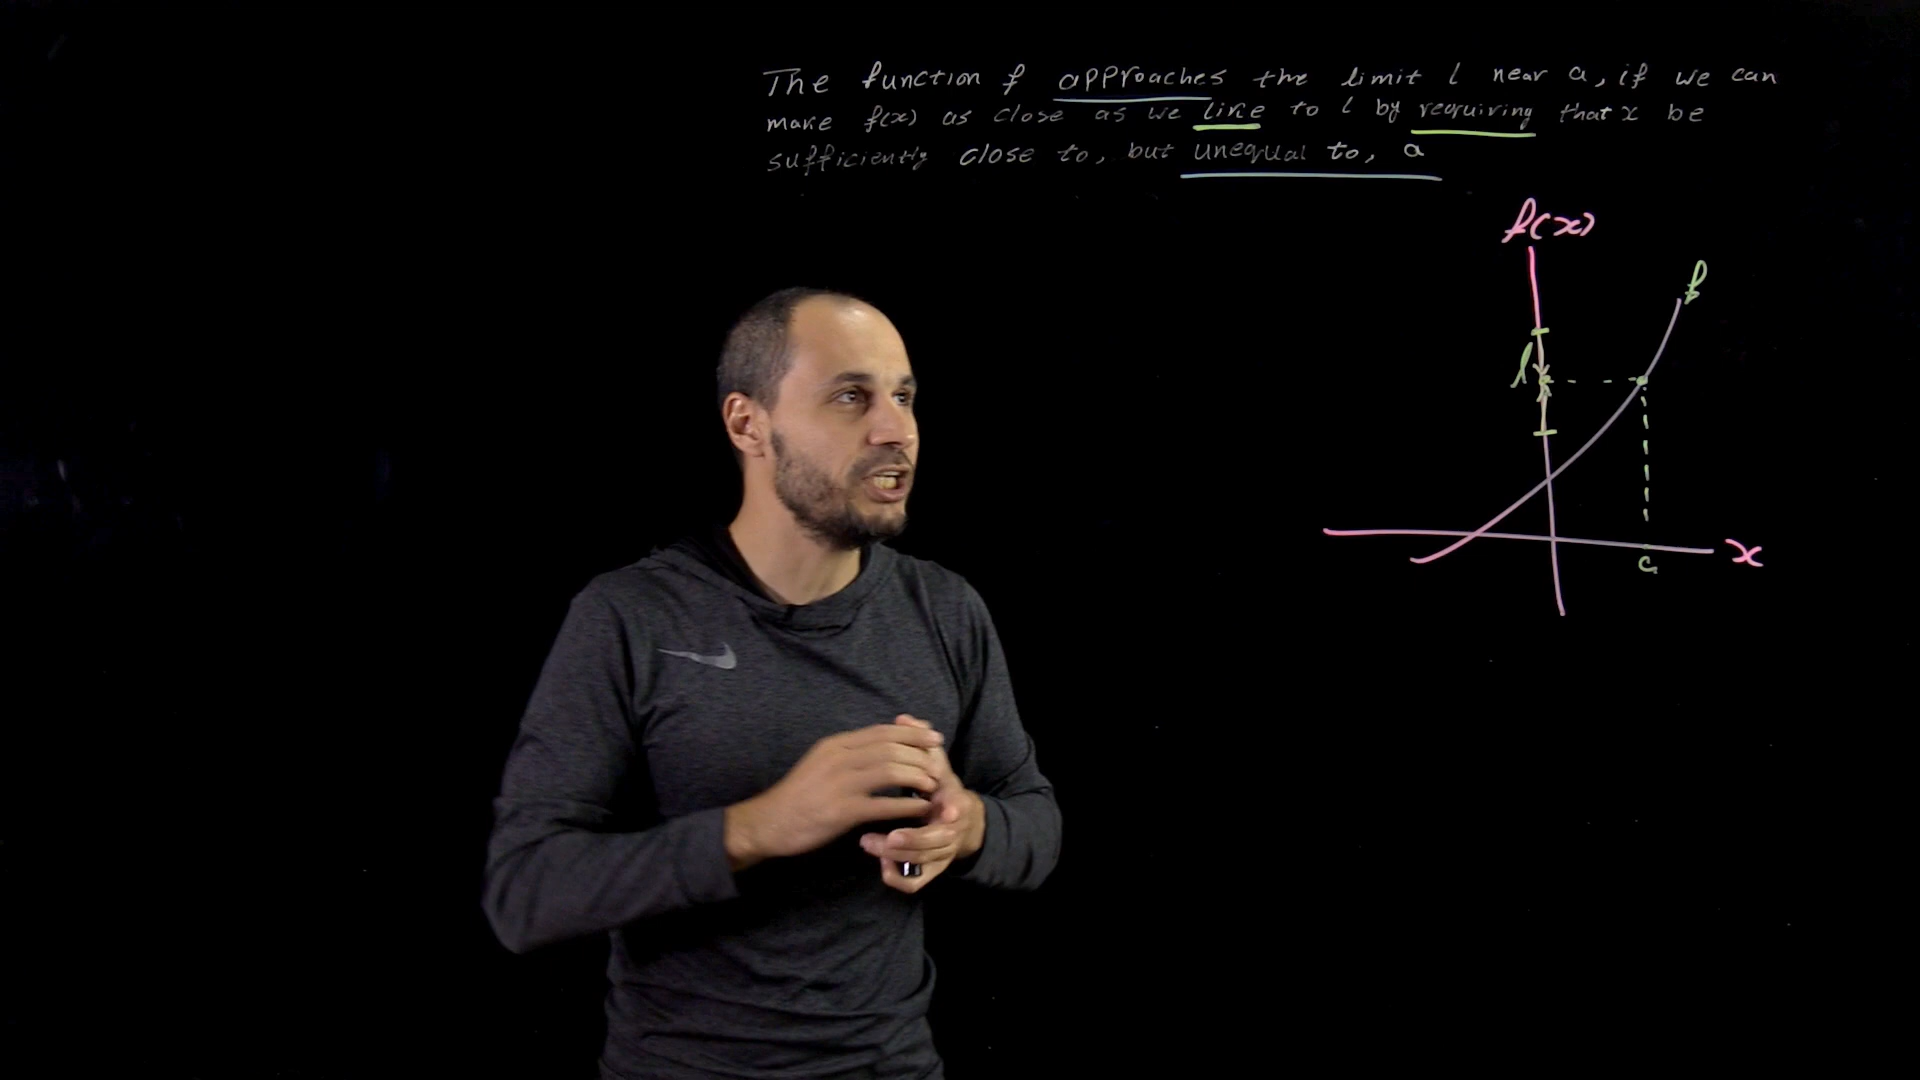 The function f approaches the limit l near a, if we can
make f(x) as close as we like to l by requiring that x be
sufficiently close to, but unequal to, a
f(x)
f
l
x
a